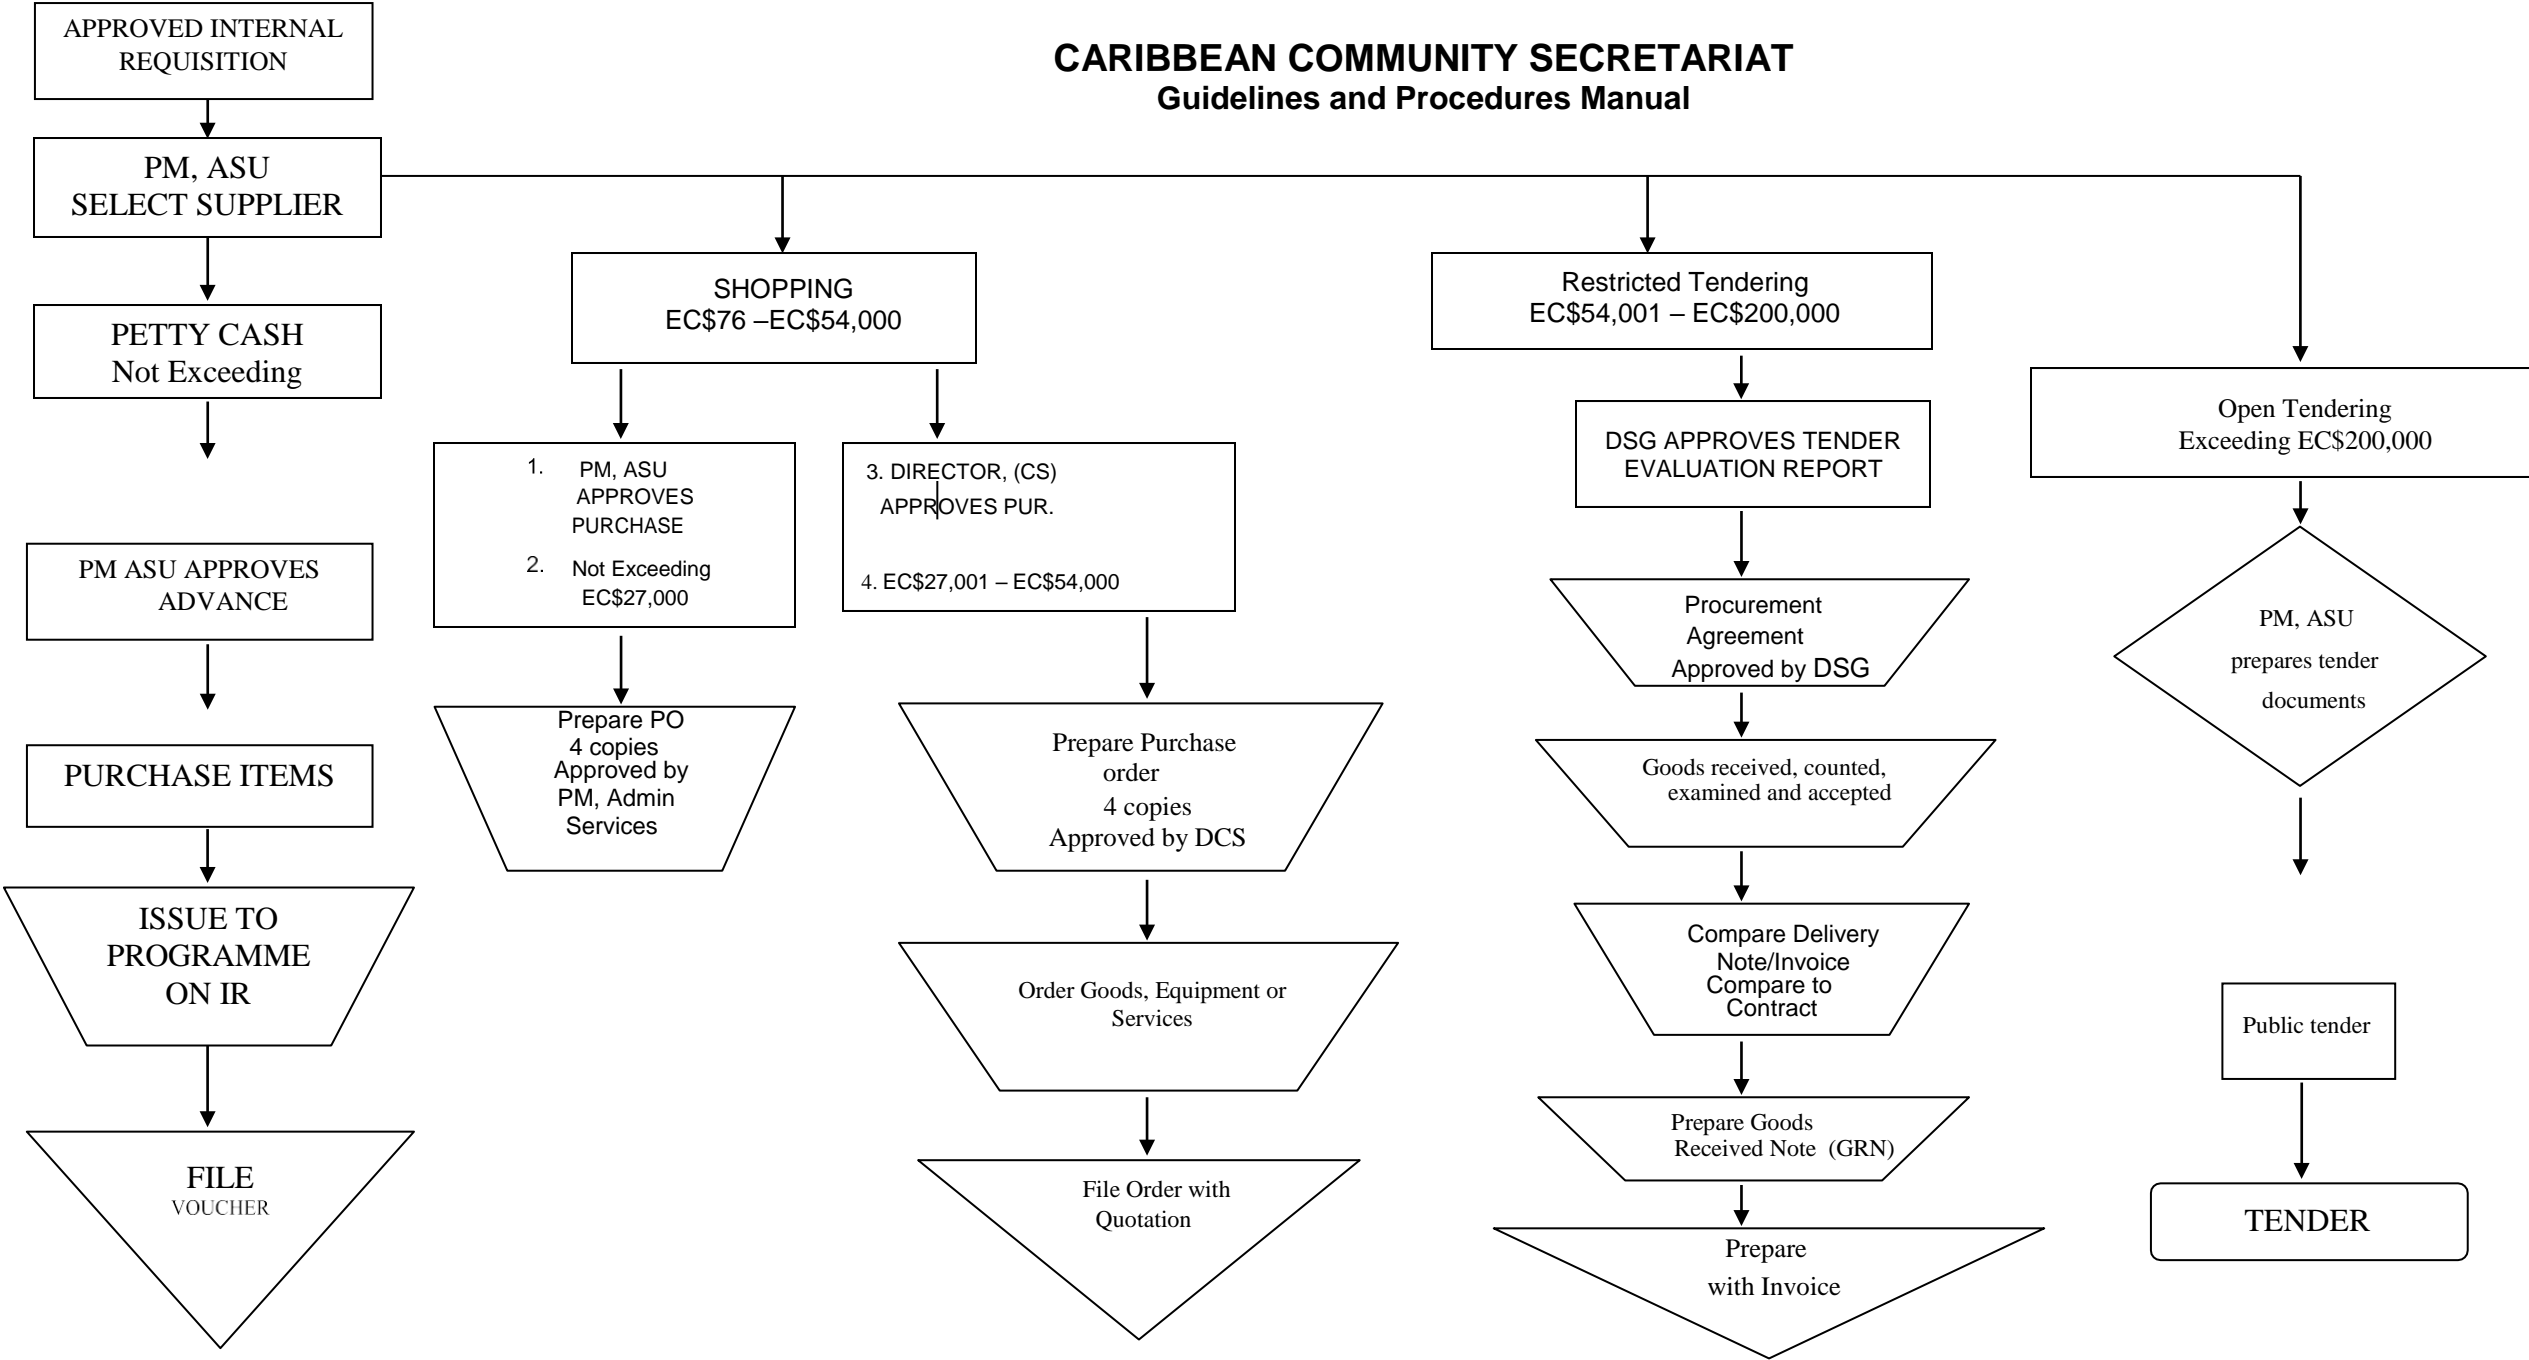 CARIBBEAN COMMUNITY SECRETARIAT
Guidelines and Procedures Manual
APPROVED INTERNAL
REQUISITION
PM, ASU
SELECT SUPPLIER
PETTY CASH
Not Exceeding
PM ASU APPROVES
ADVANCE
PURCHASE ITEMS
ISSUE TO
PROGRAMME
ON IR
FILE
VOUCHER
SHOPPING
EC$76 –EC$54,000
1. PM, ASU
APPROVES
PURCHASE
2. Not Exceeding
EC$27,000
Prepare PO
4 copies
Approved by
PM, Admin
Services
3. DIRECTOR, (CS)
APPROVES PUR.
4. EC$27,001 – EC$54,000
Prepare Purchase
order
4 copies
Approved by DCS
Order Goods, Equipment or
Services
File Order with
Quotation
Restricted Tendering
EC$54,001 – EC$200,000
DSG APPROVES TENDER
EVALUATION REPORT
Procurement
Agreement
Approved by DSG
Goods received, counted,
examined and accepted
Compare Delivery
Note/Invoice
Compare to
Contract
Prepare Goods
Received Note (GRN)
Prepare
with Invoice
Open Tendering
Exceeding EC$200,000
PM, ASU
prepares tender
documents
Public tender
TENDER